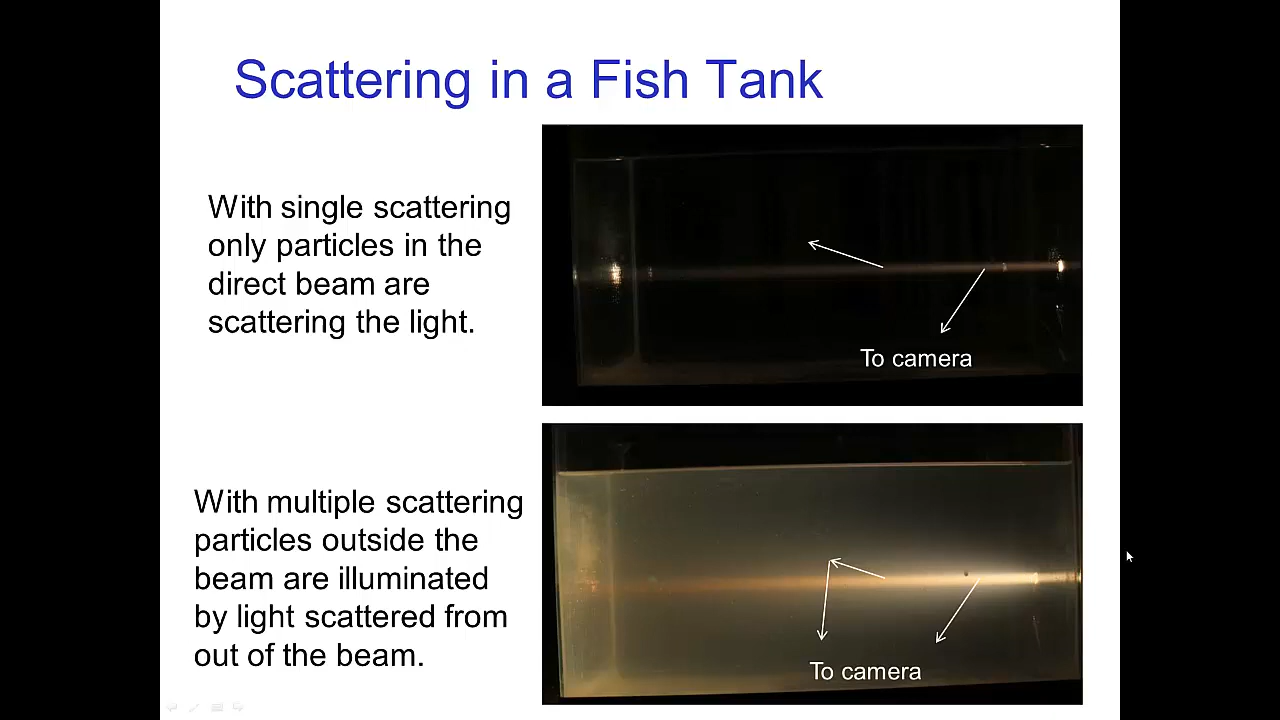 Scattering in a Fish Tank
With single scattering
only particles in the
direct beam are
scattering the light.
To camera
With multiple scattering
particles outside the
beam are illuminated
by light scattered from
out of the beam.
To camera